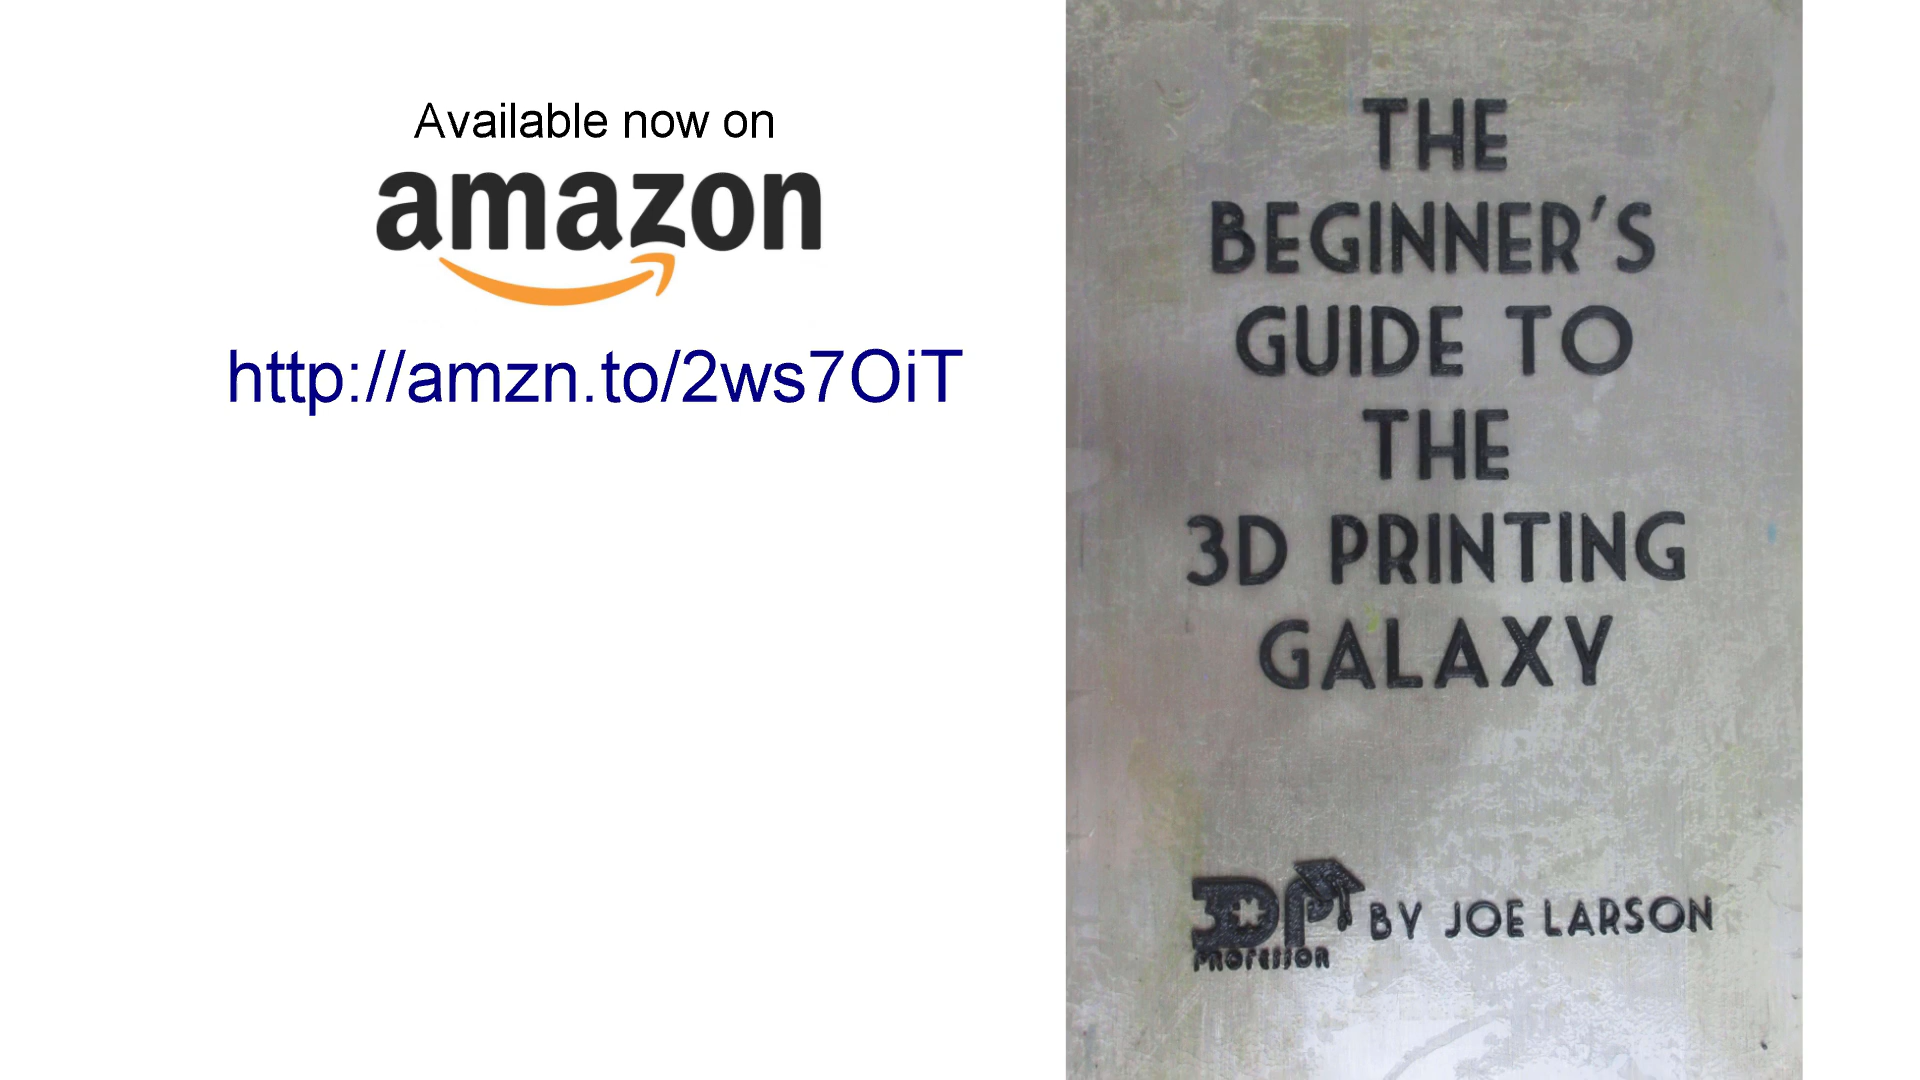 Available now on
amazon
http://amzn.to/2ws7OiT
THE
BEGINNER'S
GUIDE TO
THE
3D PRINTING
GALAXY
3DP
PROFESSOR
BY JOE LARSON